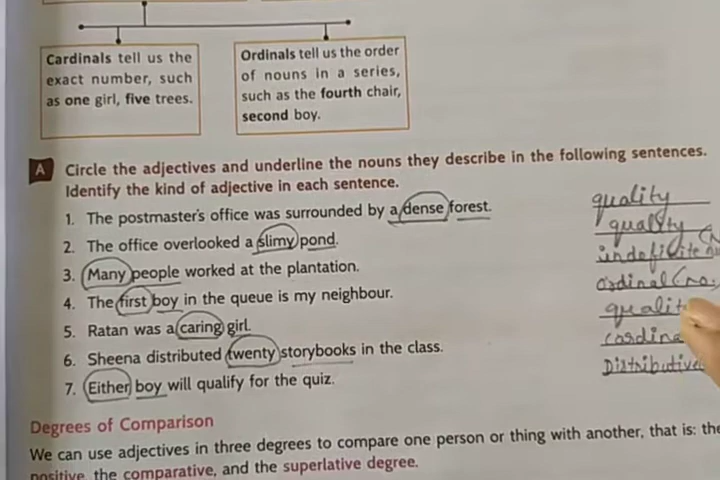 Cardinals tell us the
exact number, such
as one girl, five trees.
Ordinals tell us the order
of nouns in a series,
such as the fourth chair,
second boy.
A Circle the adjectives and underline the nouns they describe in the following sentences.
Identify the kind of adjective in each sentence.
1. The postmaster's office was surrounded by a dense forest. quality
2. The office overlooked a slimy pond. quality
3. Many people worked at the plantation. indefinite
4. The first boy in the queue is my neighbour. ordinal (no.
5. Ratan was a caring girl. qualit
6. Sheena distributed twenty storybooks in the class. cardina
7. Either boy will qualify for the quiz. Distributive
Degrees of Comparison
We can use adjectives in three degrees to compare one person or thing with another, that is: the
positive, the comparative, and the superlative degree.